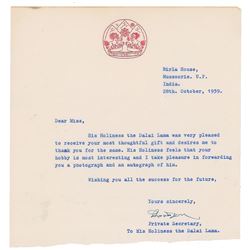 Birla House,
Mussoorie. U.P.
India.
28th. October, 1959.
Dear Miss,
His Holiness the Dalai Lama was very pleased
to receive your most thoughtful gift and desires me to
thank you for the same. His Holiness feels that your
hobby is most interesting and I take pleasure in forwarding
you a photograph and an autograph of him.
Wishing you all the success for the future,
Yours sincerely,
Private Secretary,
To His Holiness the Dalai Lama.